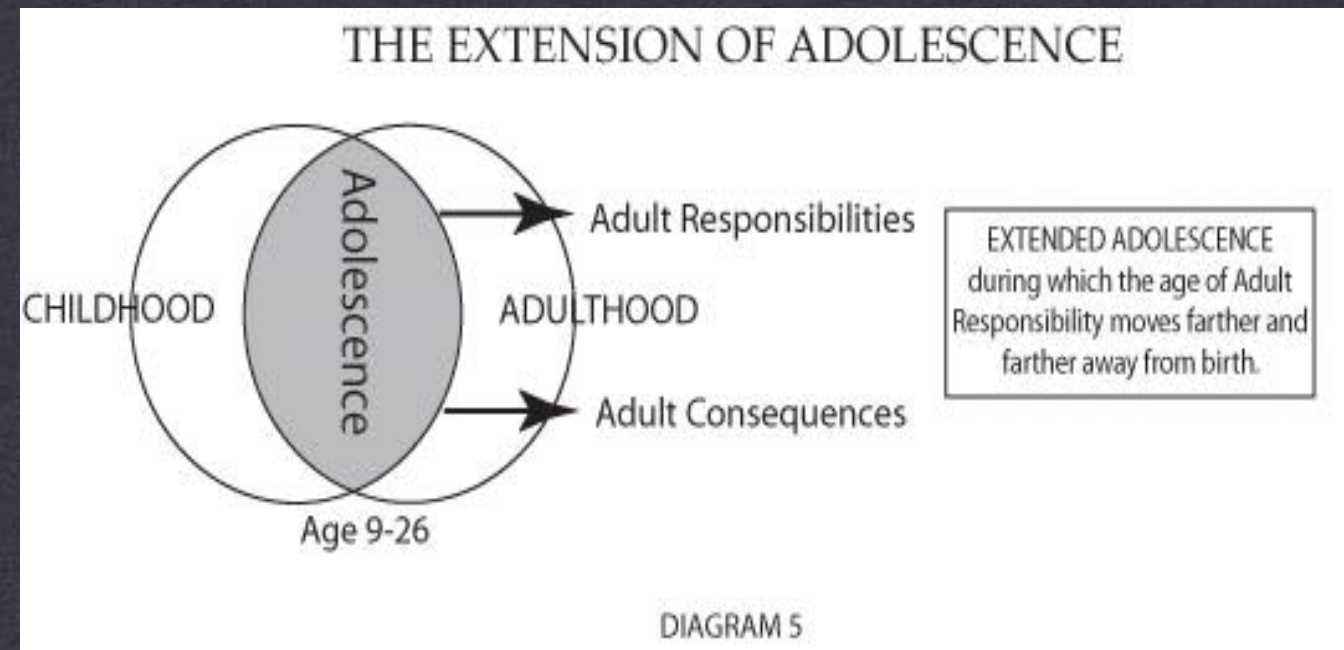 THE EXTENSION OF ADOLESCENCE
Adolescence
Adult Responsibilities
CHILDHOOD
ADULTHOOD
Adult Consequences
Age 9-26
EXTENDED ADOLESCENCE
during which the age of Adult
Responsibility moves farther and
farther away from birth.
DIAGRAM 5